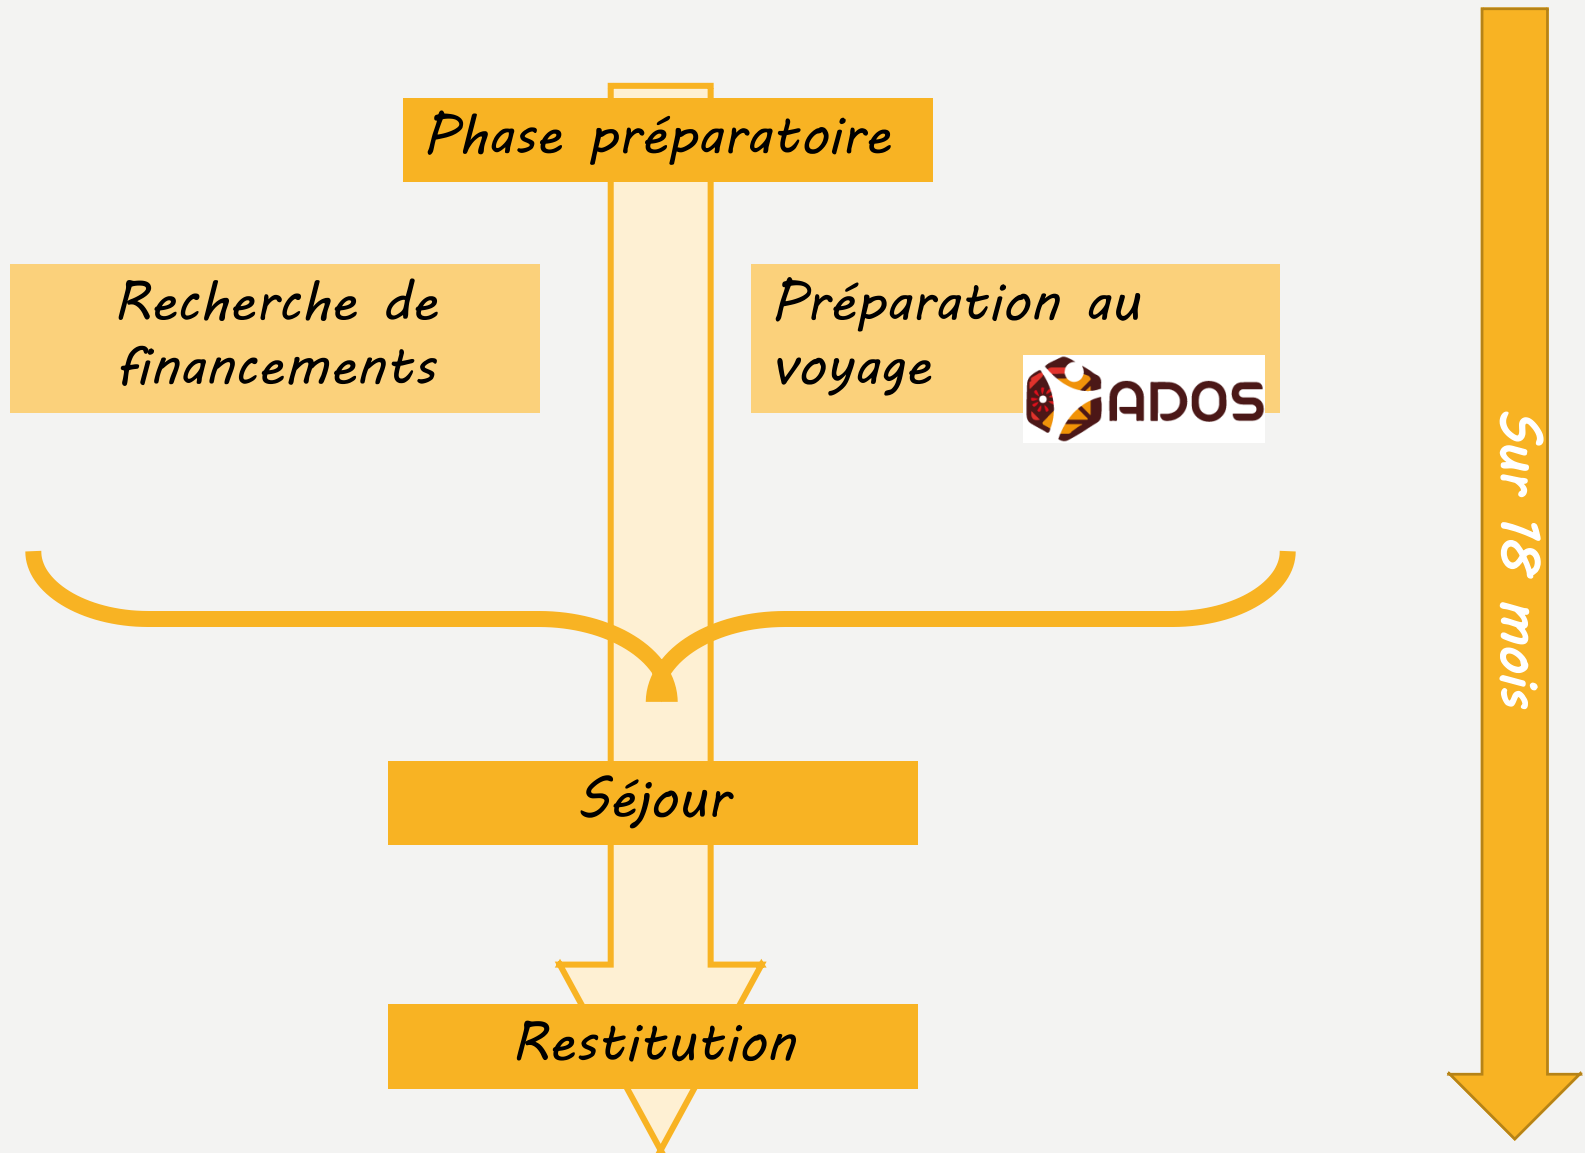 Phase préparatoire
Recherche de
financements
Préparation au
voyage
ADOS
Sur 18 mois
Séjour
Restitution